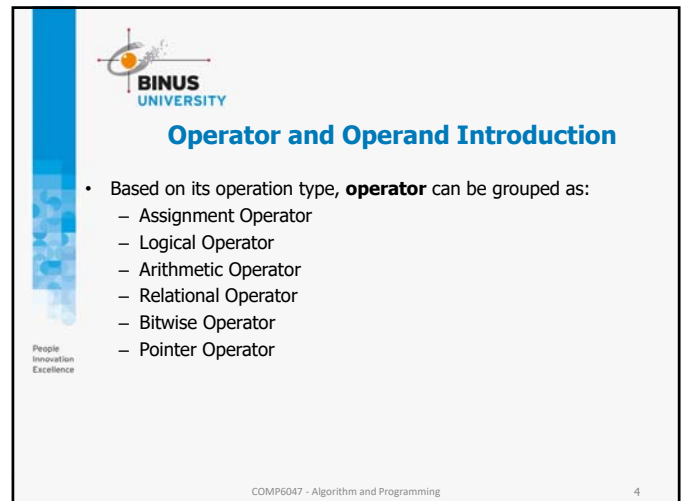 BINUS
UNIVERSITY
Operator and Operand Introduction
• Based on its operation type, operator can be grouped as:
– Assignment Operator
– Logical Operator
– Arithmetic Operator
– Relational Operator
– Bitwise Operator
– Pointer Operator
People
Innovation
Excellence
COMP6047 - Algorithm and Programming
4